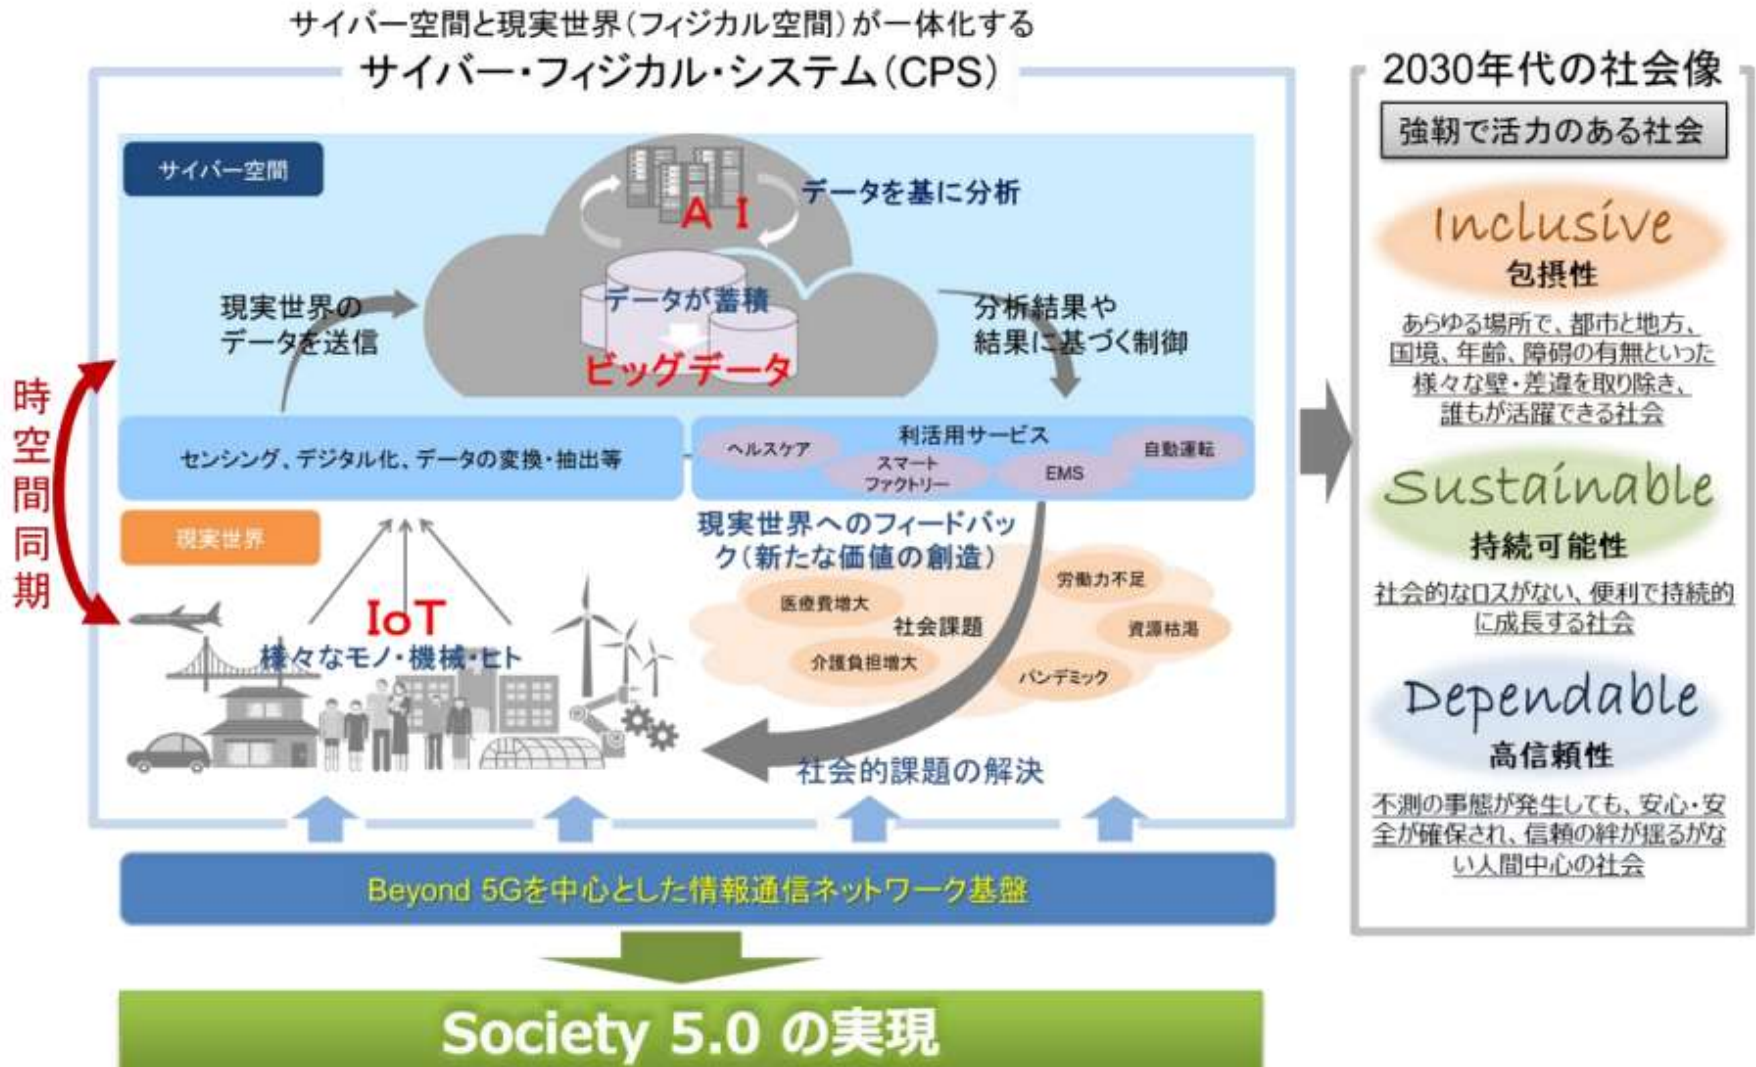 サイバー空間と現実世界（フィジカル空間）が一体化する
サイバー・フィジカル・システム（CPS）
サイバー空間
AI
データを基に分析
現実世界の
データを送信
データが蓄積
ビッグデータ
分析結果や
結果に基づく制御
時空間同期
センシング、デジタル化、データの変換・抽出等
利活用サービス
ヘルスケア
スマート
ファクトリー
EMS
自動運転
現実世界
現実世界へのフィードバッ
ク（新たな価値の創造）
IoT
様々なモノ・機械・ヒト
医療費増大
社会課題
労働力不足
資源枯渇
介護負担増大
パンデミック
社会的課題の解決
Beyond 5Gを中心とした情報通信ネットワーク基盤
Society 5.0 の実現
2030年代の社会像
強靭で活力のある社会
Inclusive
包摂性
あらゆる場所で、都市と地方、
国境、年齢、障碍の有無といった
様々な壁・差違を取り除き、
誰もが活躍できる社会
Sustainable
持続可能性
社会的なロスがない、便利で持続的
に成長する社会
Dependable
高信頼性
不測の事態が発生しても、安心・安
全が確保され、信頼の絆が揺るがな
い人間中心の社会